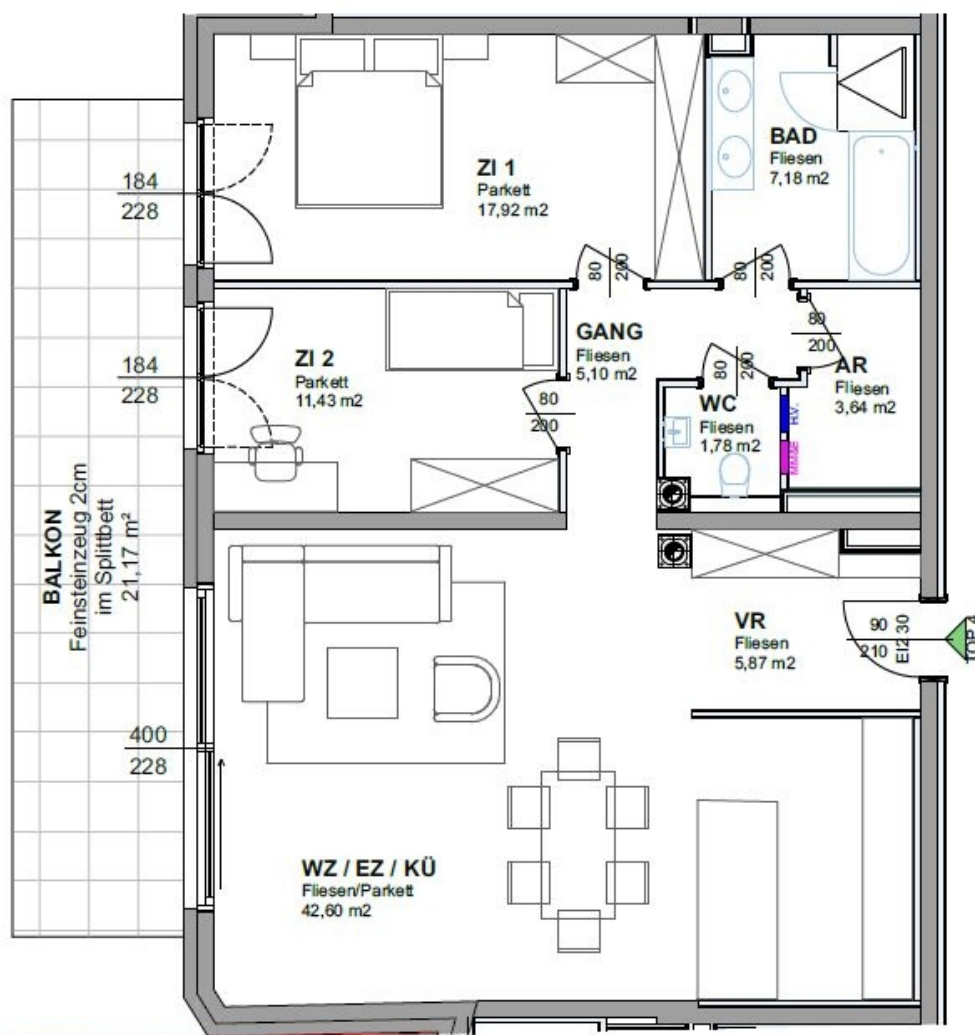 BAD
Fliesen
7,18 m2
ZI 1
Parkett
17,92 m2
184
228
80
200
80
200
GANG
Fliesen
5,10 m2
80
200
AR
Fliesen
3,64 m2
ZI 2
Parkett
11,43 m2
184
228
80
200
80
200
WC
Fliesen
1,78 m2
H.V.
BALKON
Feinsteinzeug 2cm
im Splittbett
21,17 m²
VR
Fliesen
5,87 m2
90
210
EI2 30
TOP 4
400
228
WZ / EZ / KÜ
Fliesen/Parkett
42,60 m2